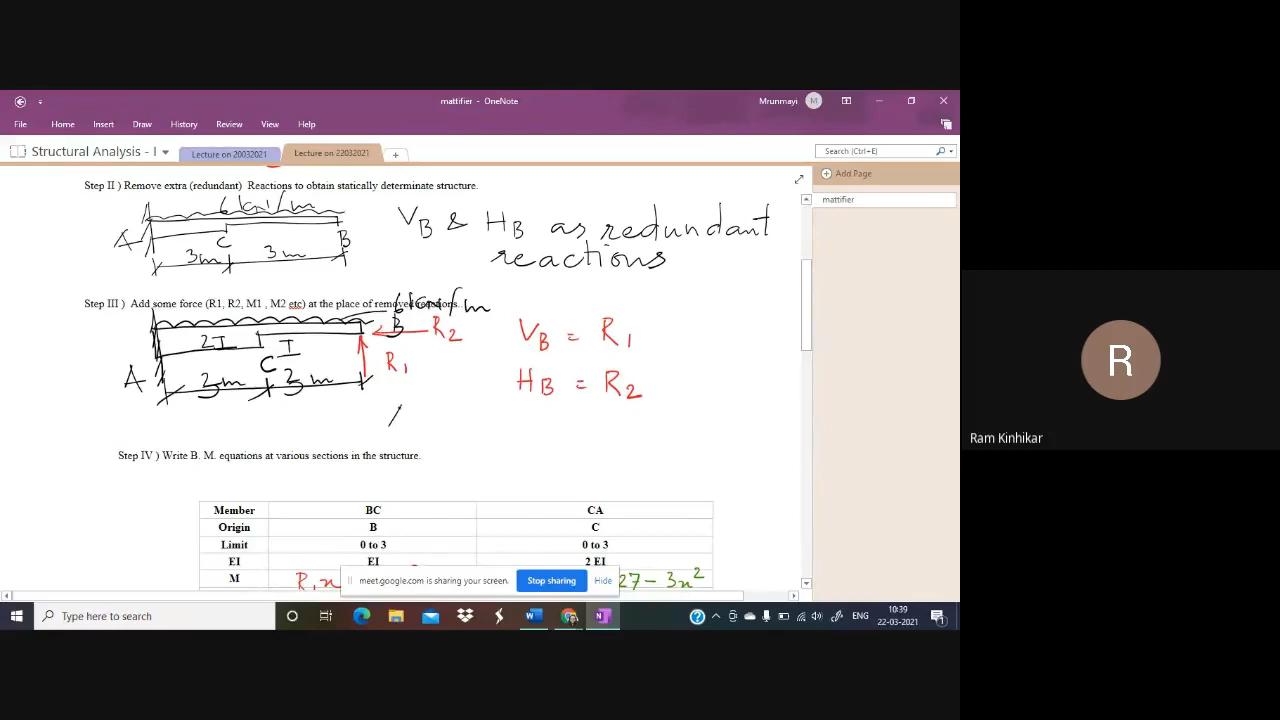 mattifier - OneNote
Mrunmayi
M
File Home Insert Draw History Review View Help
Structural Analysis - I
Lecture on 20032021
Lecture on 22032021
+
Search (Ctrl+E)
Add Page
mattifier
Step II ) Remove extra (redundant) Reactions to obtain statically determinate structure.
6 kN/m
A
C
B
3m
3m
VB & HB as redundant
reactions
Step III ) Add some force (R1, R2, M1 , M2 etc) at the place of removed reactions.
6 kN/m
B
R2
2I
I
C
R1
A
3m
3m
VB = R1
HB = R2
Step IV ) Write B. M. equations at various sections in the structure.
Member BC CA
Origin B C
Limit 0 to 3 0 to 3
EI EI 2 EI
M R1x 27 - 3x²
meet.google.com is sharing your screen.
Stop sharing
Hide
Type here to search
ENG
10:39
22-03-2021
R
Ram Kinhikar